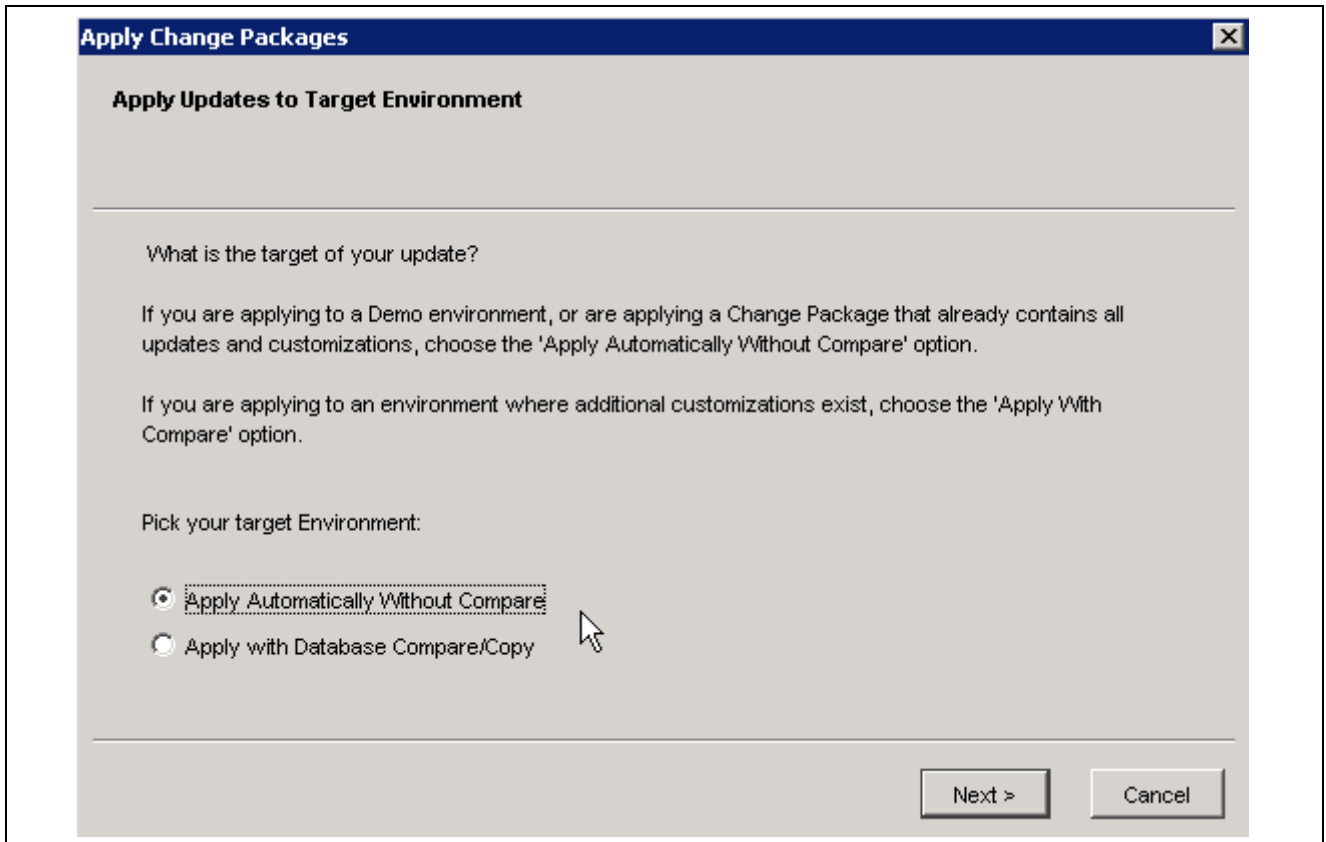 Apply Change Packages
Apply Updates to Target Environment
What is the target of your update?
If you are applying to a Demo environment, or are applying a Change Package that already contains all
updates and customizations, choose the 'Apply Automatically Without Compare' option.
If you are applying to an environment where additional customizations exist, choose the 'Apply With
Compare' option.
Pick your target Environment:
Apply Automatically Without Compare
Apply with Database Compare/Copy
Next >
Cancel